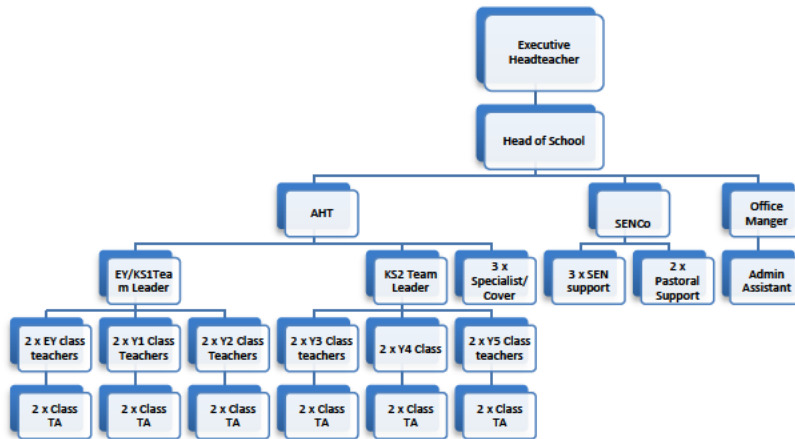 Executive
Headteacher
Head of School
AHT
SENCo
Office
Manger
EY/KS1Tea
m Leader
KS2 Team
Leader
3 x
Specialist/
Cover
3 x SEN
support
2 x
Pastoral
Support
Admin
Assistant
2 x EY class
teachers
2 x Y1 Class
Teachers
2 x Y2 Class
Teachers
2 x Y3 Class
teachers
2 x Y4 Class
2 x Y5 Class
teachers
2 x Class
TA
2 x Class
TA
2 x Class
TA
2 x Class
TA
2 x Class
TA
2 x Class
TA